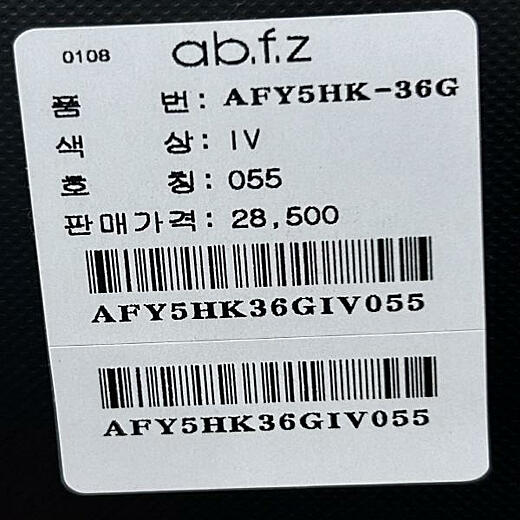 0108 ab.f.z
품 번: AFY5HK-36G
색 상: IV
호 칭: 055
판매가격: 28,500
AFY5HK36GIV055
AFY5HK36GIV055